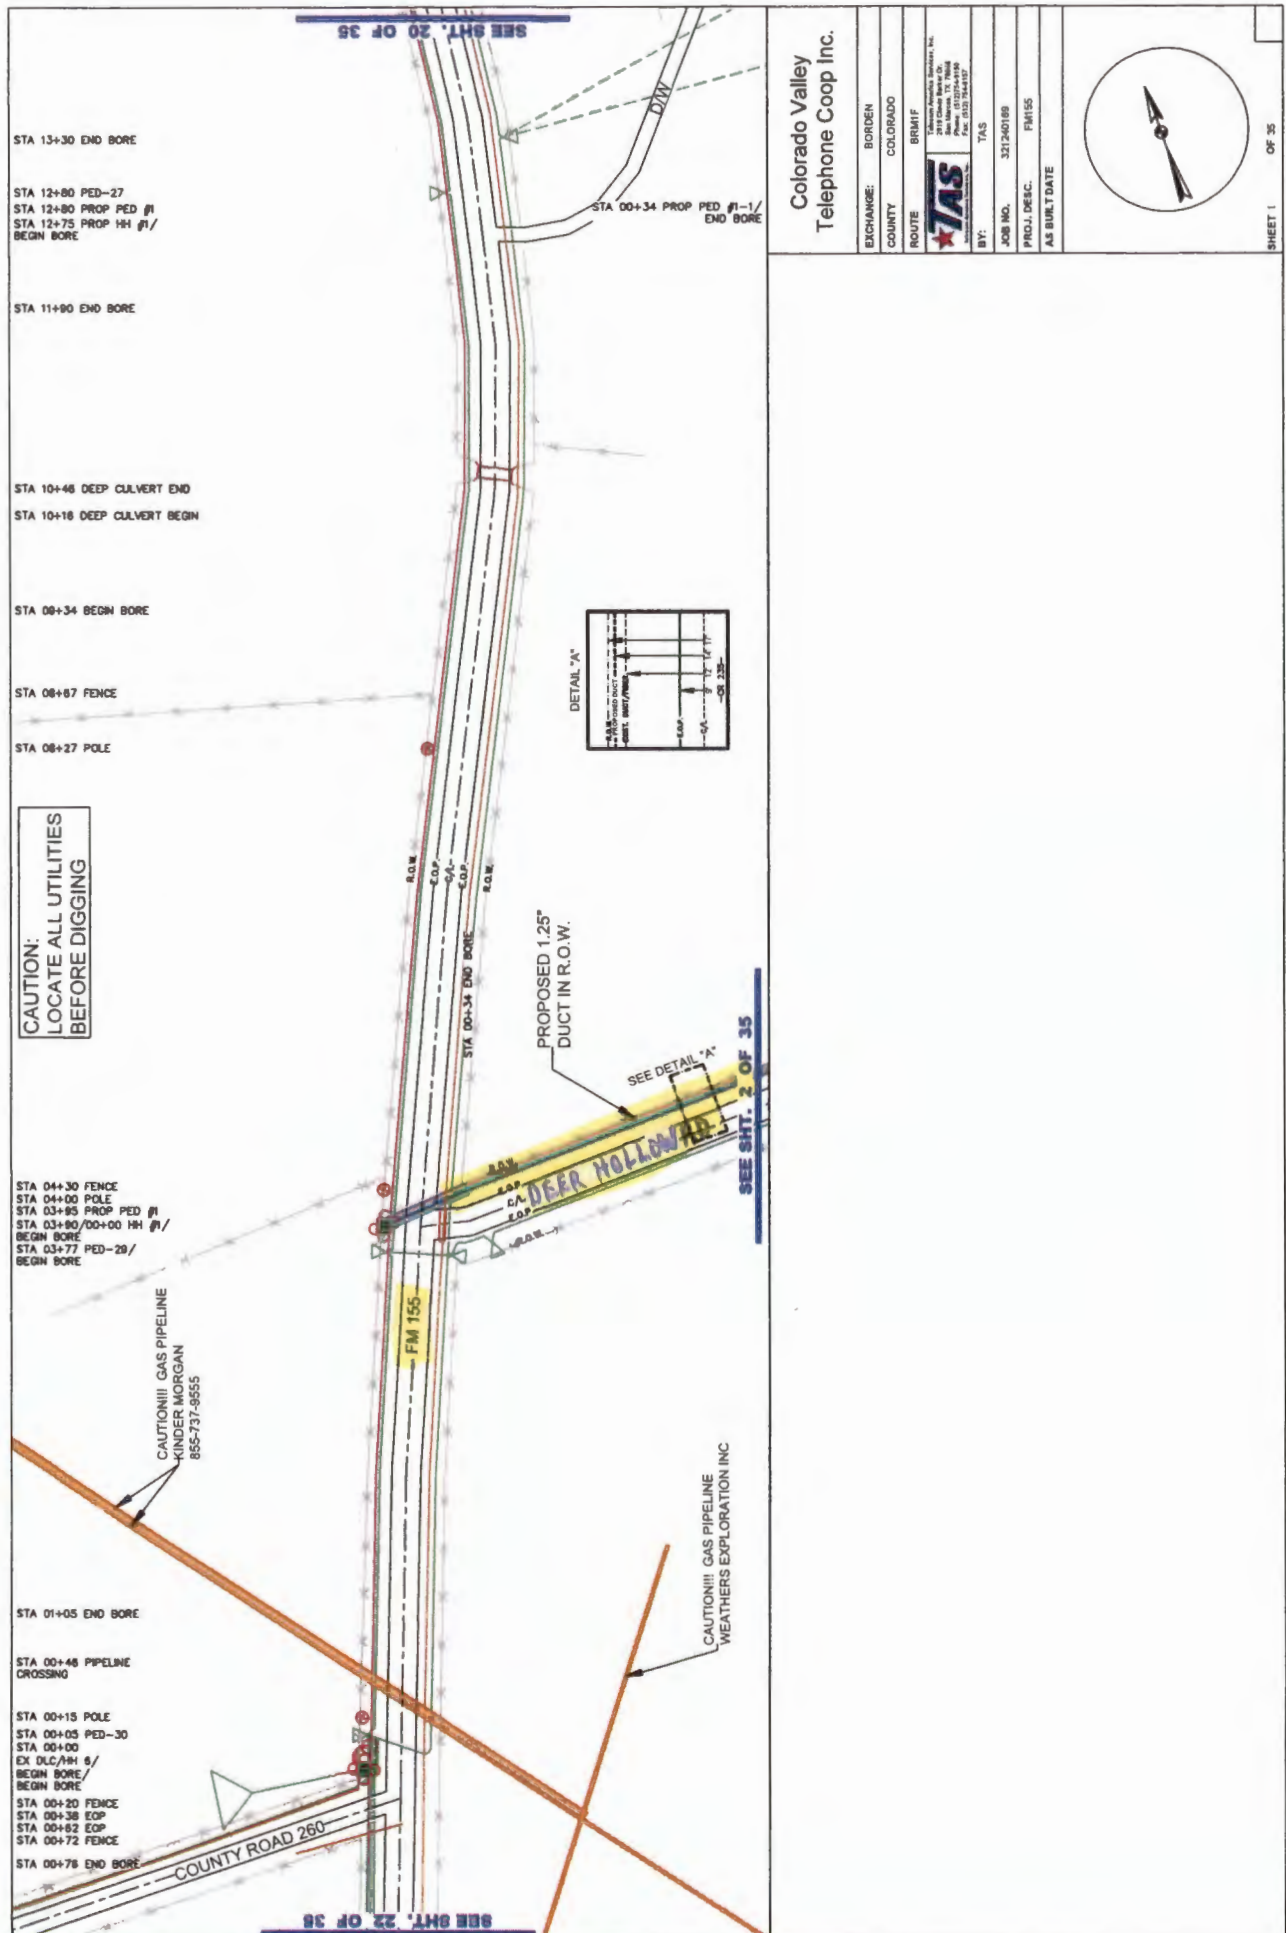 SEE SHT. 20 OF 35
STA 13+30 END BORE
STA 12+80 PED-27
STA 12+80 PROP PED #1
STA 12+75 PROP HH #1/
BEGIN BORE
STA 11+90 END BORE
STA 10+46 DEEP CULVERT END
STA 10+16 DEEP CULVERT BEGIN
STA 09+34 BEGIN BORE
STA 08+67 FENCE
STA 08+27 POLE
CAUTION:
LOCATE ALL UTILITIES
BEFORE DIGGING
STA 04+30 FENCE
STA 04+00 POLE
STA 03+95 PROP PED #1
STA 03+90/00+00 HH #1/
BEGIN BORE
STA 03+77 PED-29/
BEGIN BORE
CAUTION!!! GAS PIPELINE
KINDER MORGAN
855-737-9555
STA 01+05 END BORE
STA 00+46 PIPELINE
CROSSING
STA 00+15 POLE
STA 00+05 PED-30
STA 00+00
EX DLC/HH 6/
BEGIN BORE/
BEGIN BORE
STA 00+20 FENCE
STA 00+38 EOP
STA 00+62 EOP
STA 00+72 FENCE
STA 00+76 END BORE
COUNTY ROAD 260
SEE SHT. 22 OF 35
D/W
STA 00+34 PROP PED #1-1/
END BORE
DETAIL "A"
R.O.W.
PROPOSED DUCT
E.O.P.
C/L
9' 12' 14' 17'
-CR 235-
R.O.W.
E.O.P.
C/L
E.O.P.
R.O.W.
STA 00+34 END BORE
PROPOSED 1.25"
DUCT IN R.O.W.
SEE DETAIL "A"
R.O.W.
E.O.P.
C/L
E.O.P.
R.O.W.
DEER HOLLOW RD
SEE SHT. 2 OF 35
FM 155
CAUTION!!! GAS PIPELINE
WEATHERS EXPLORATION INC
Colorado Valley
Telephone Coop Inc.
EXCHANGE: BORDEN
COUNTY COLORADO
ROUTE BRM1F
TAS
BY: TAS
JOB NO. 321240169
PROJ. DESC. FM155
AS BUILT DATE
SHEET 1 OF 35